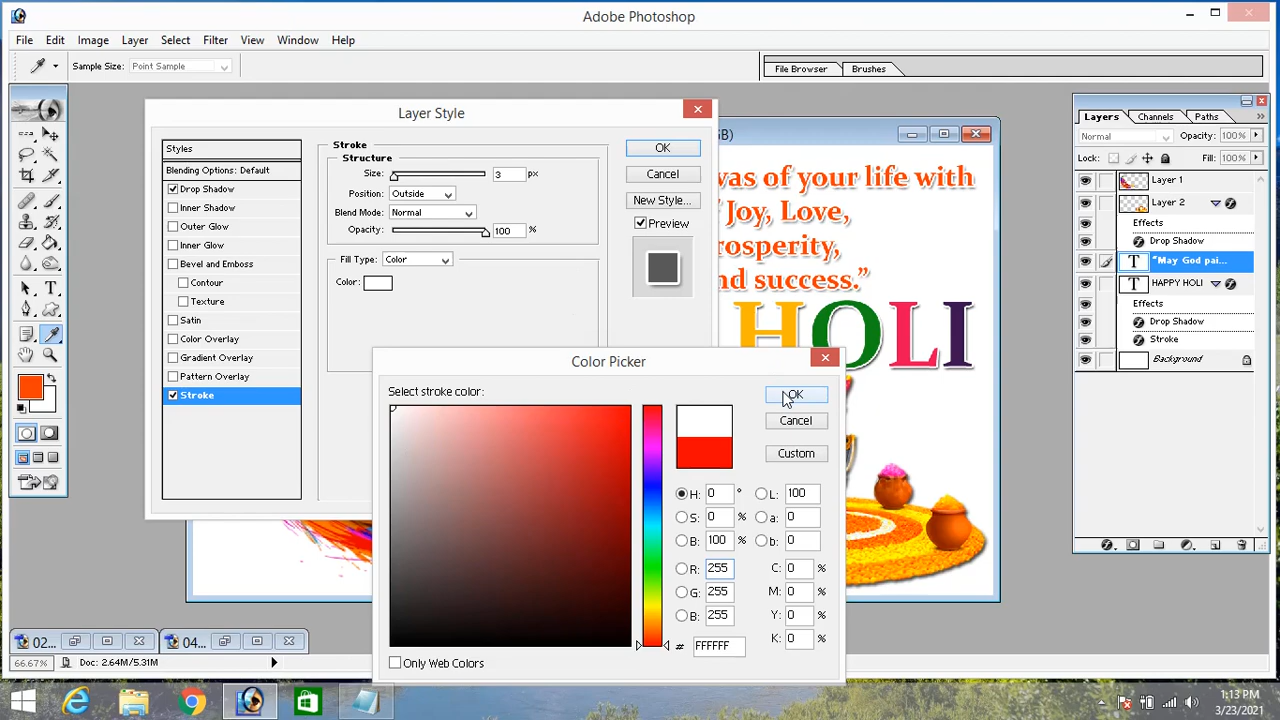 Adobe Photoshop
File Edit Image Layer Select Filter View Window Help
Sample Size: Point Sample
File Browser Brushes
Layer Style
Styles
Blending Options: Default
Drop Shadow
Inner Shadow
Outer Glow
Inner Glow
Bevel and Emboss
Contour
Texture
Satin
Color Overlay
Gradient Overlay
Pattern Overlay
Stroke
Stroke
Structure
Size: 3 px
Position: Outside
Blend Mode: Normal
Opacity: 100 %
Fill Type: Color
Color:
OK
Cancel
New Style...
Preview
B)
vas of your life with
Joy, Love,
rosperity,
nd success.”
HOLI
Color Picker
Select stroke color:
OK
Cancel
Custom
H: 0 ° L: 100
S: 0 % a: 0
B: 100 % b: 0
R: 255 C: 0 %
G: 255 M: 0 %
B: 255 Y: 0 %
# FFFFFF K: 0 %
Only Web Colors
Layers Channels Paths
Normal Opacity: 100%
Lock: Fill: 100%
Layer 1
Layer 2
Effects
Drop Shadow
T “May God pai...
T HAPPY HOLI
Effects
Drop Shadow
Stroke
Background
02... 04...
66.67% Doc: 2.64M/5.31M
1:13 PM
3/23/2021